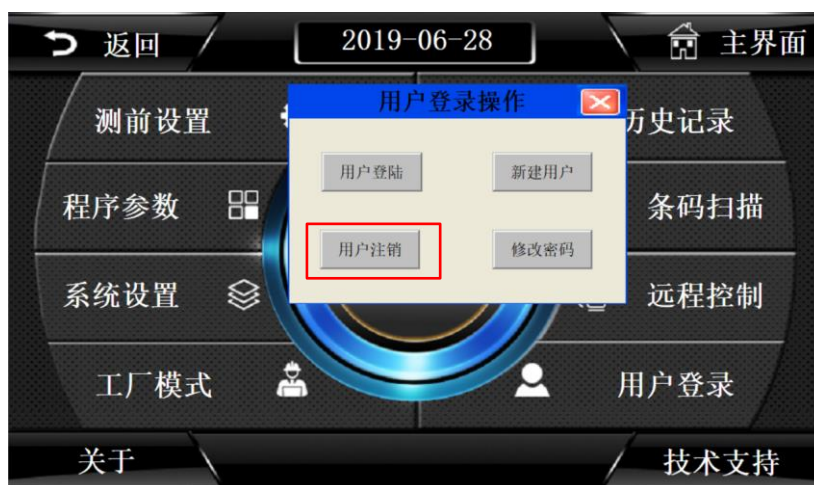 返回
2019-06-28
主界面
用户登录操作
测前设置
历史记录
用户登陆
新建用户
程序参数
条码扫描
用户注销
修改密码
系统设置
远程控制
工厂模式
用户登录
关于
技术支持